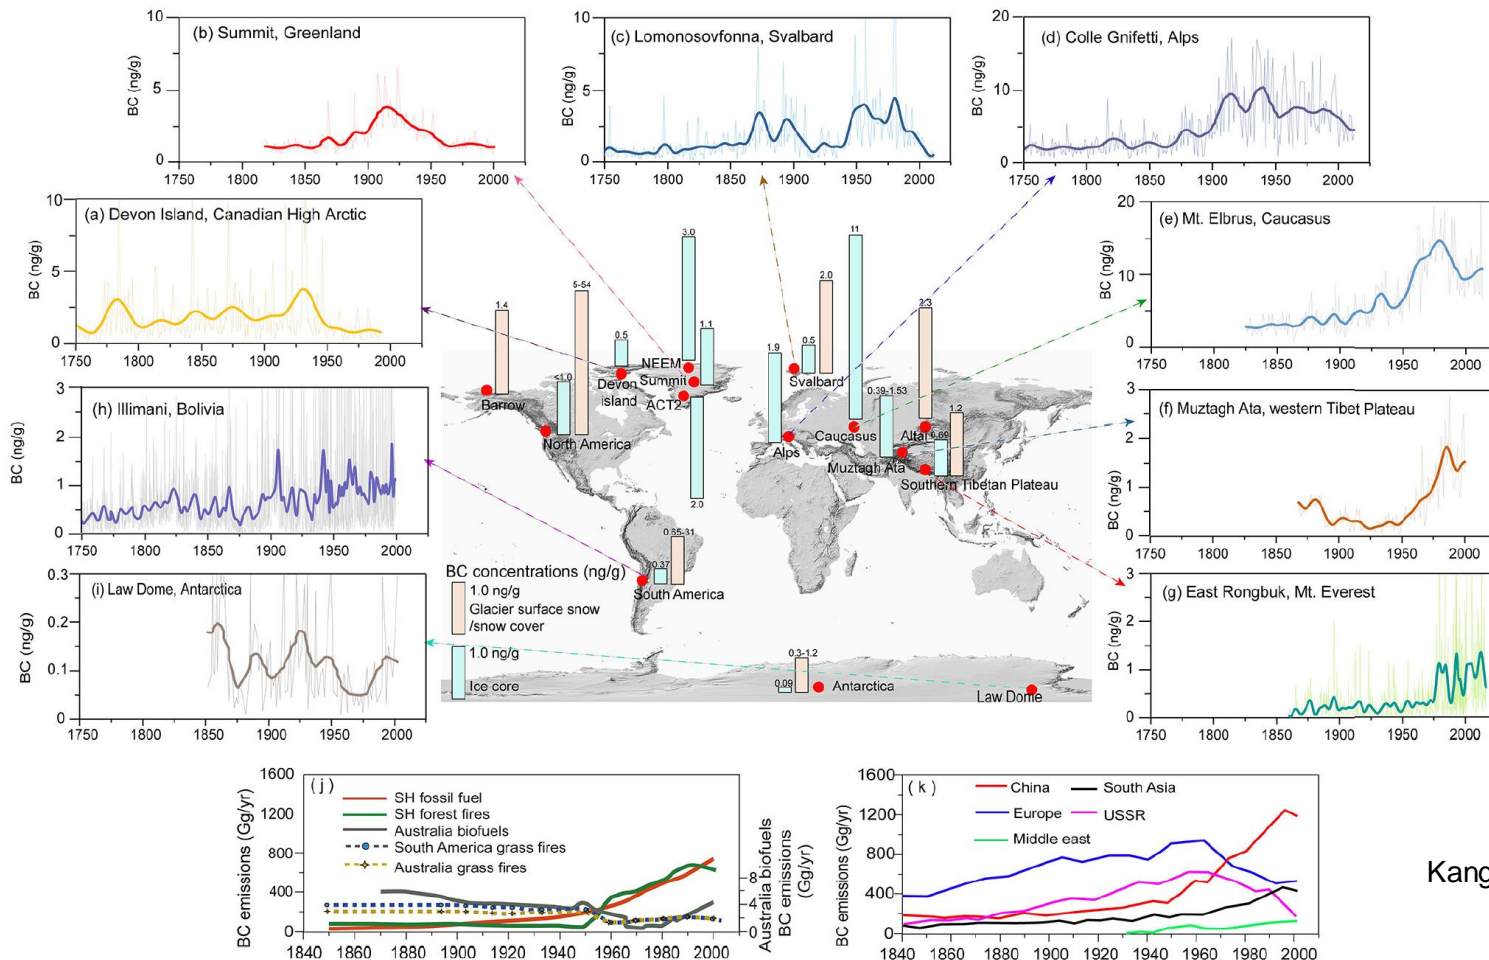 (b) Summit, Greenland
BC (ng/g)
10
5
0
1750 1800 1850 1900 1950 2000
(c) Lomonosovfonna, Svalbard
BC (ng/g)
10
5
0
1750 1800 1850 1900 1950 2000
(d) Colle Gnifetti, Alps
BC (ng/g)
20
10
0
1750 1800 1850 1900 1950 2000
(a) Devon Island, Canadian High Arctic
BC (ng/g)
10
5
0
1750 1800 1850 1900 1950 2000
(e) Mt. Elbrus, Caucasus
BC (ng/g)
20
10
0
1750 1800 1850 1900 1950 2000
(h) Illimani, Bolivia
BC (ng/g)
3
2
1
0
1750 1800 1850 1900 1950 2000
(f) Muztagh Ata, western Tibet Plateau
BC (ng/g)
3
2
1
0
1750 1800 1850 1900 1950 2000
(i) Law Dome, Antarctica
BC (ng/g)
0.3
0.2
0.1
0
1750 1800 1850 1900 1950 2000
(g) East Rongbuk, Mt. Everest
BC (ng/g)
3
2
1
0
1750 1800 1850 1900 1950 2000
1.4
Barrow
<1.0
5-54
North America
0.5
Devon
island
3.0
NEEM
1.1
Summit
ACT2
2.0
0.5
2.0
Svalbard
1.9
Alps
11
Caucasus
2.3
Altai
0.39-1.53
Muztagh Ata
0.69
1.2
Southern Tibetan Plateau
0.37
0.65-31
South America
0.09
0.3-1.2
Antarctica
Law Dome
BC concentrations (ng/g)
1.0 ng/g
Glacier surface snow
/snow cover
1.0 ng/g
Ice core
(j)
SH fossil fuel
SH forest fires
Australia biofuels
South America grass fires
Australia grass fires
BC emissions (Gg/yr)
1600
1200
800
400
0
8
4
0
Australia biofuels
BC emissions
(Gg/yr)
1840 1860 1880 1900 1920 1940 1960 1980 2000
(k)
China
South Asia
Europe
USSR
Middle east
BC emissions (Gg/yr)
1600
1200
800
400
0
1840 1860 1880 1900 1920 1940 1960 1980 2000
Kang